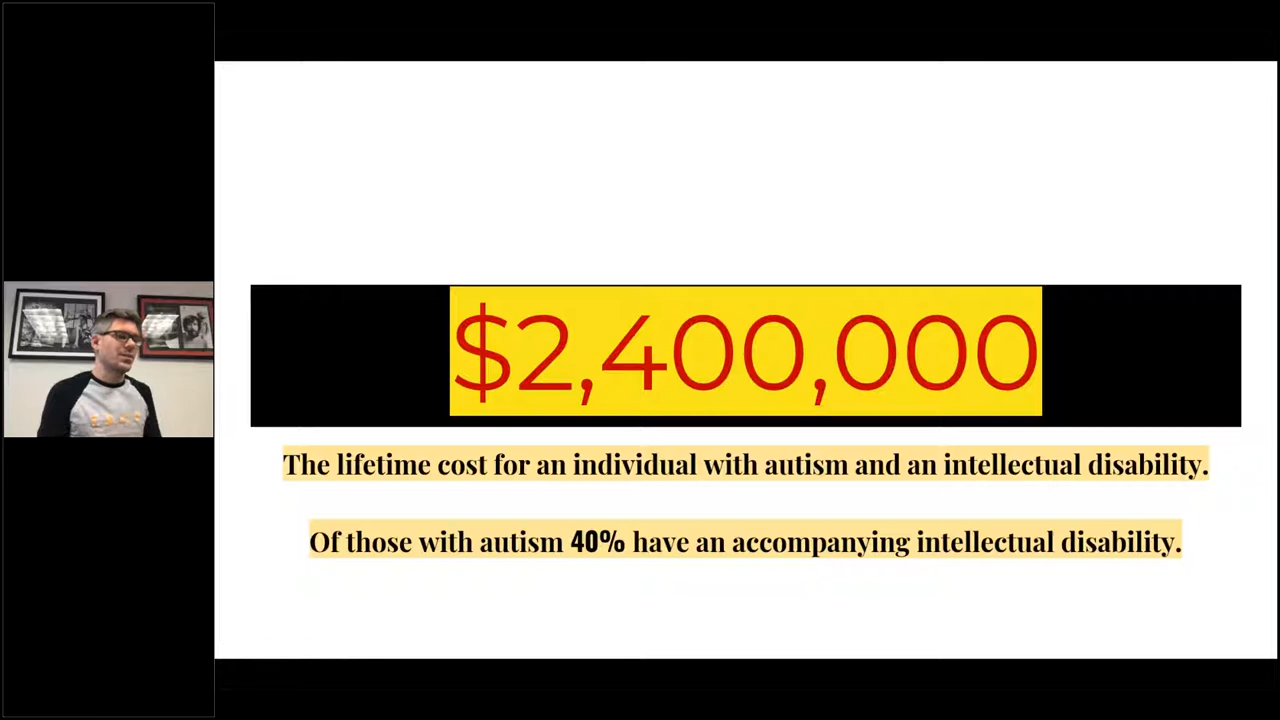 $2,400,000
The lifetime cost for an individual with autism and an intellectual disability.
Of those with autism 40% have an accompanying intellectual disability.